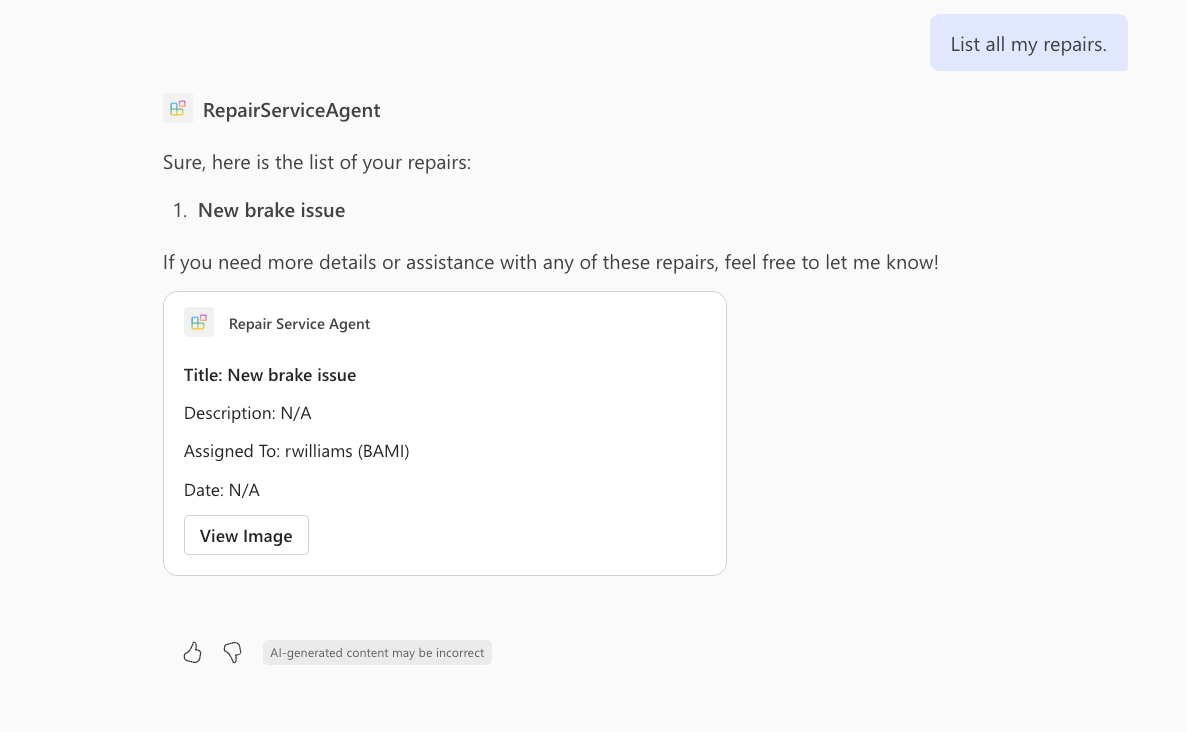 List all my repairs.
RepairServiceAgent
Sure, here is the list of your repairs:
1. New brake issue
If you need more details or assistance with any of these repairs, feel free to let me know!
Repair Service Agent
Title: New brake issue
Description: N/A
Assigned To: rwilliams (BAMI)
Date: N/A
View Image
AI-generated content may be incorrect